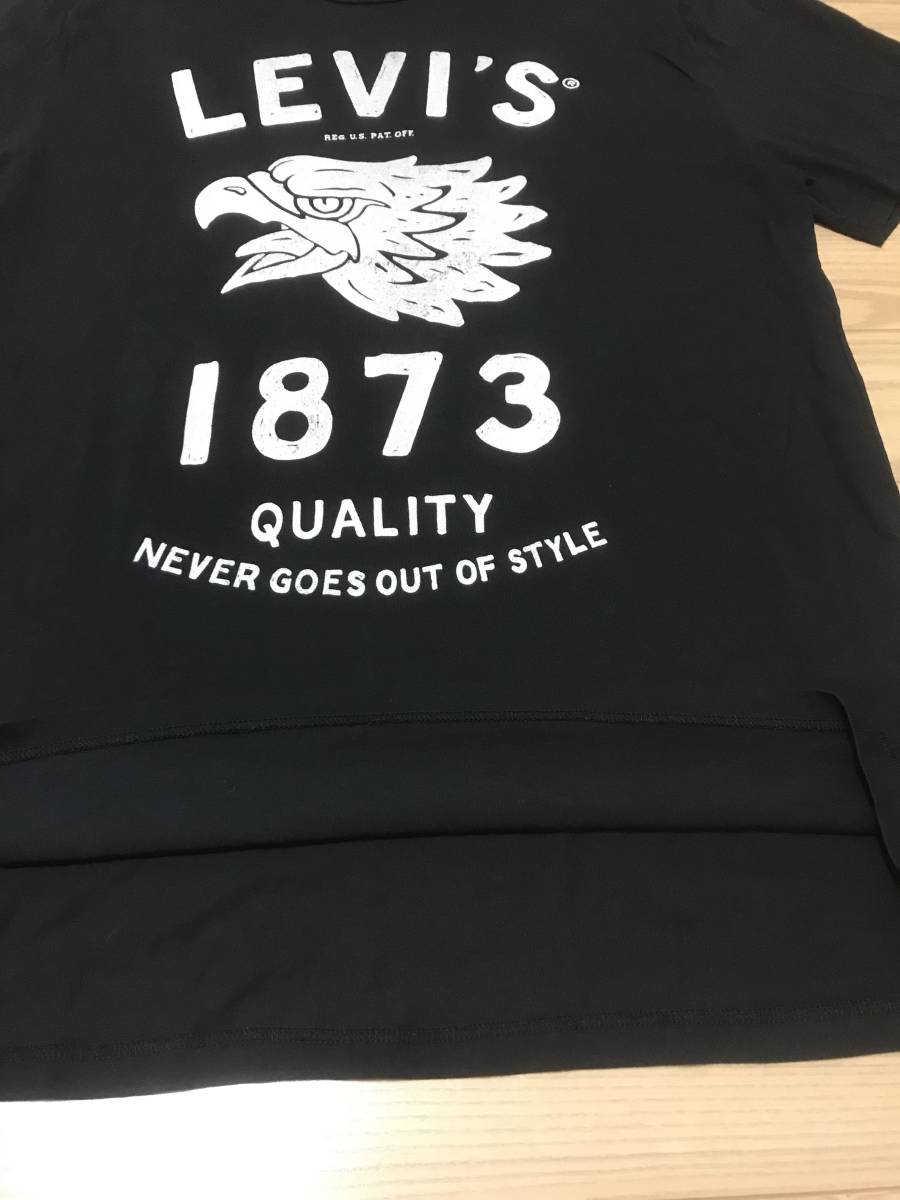 LEVI'S®
REG. U.S. PAT. OFF.
1873
QUALITY
NEVER GOES OUT OF STYLE